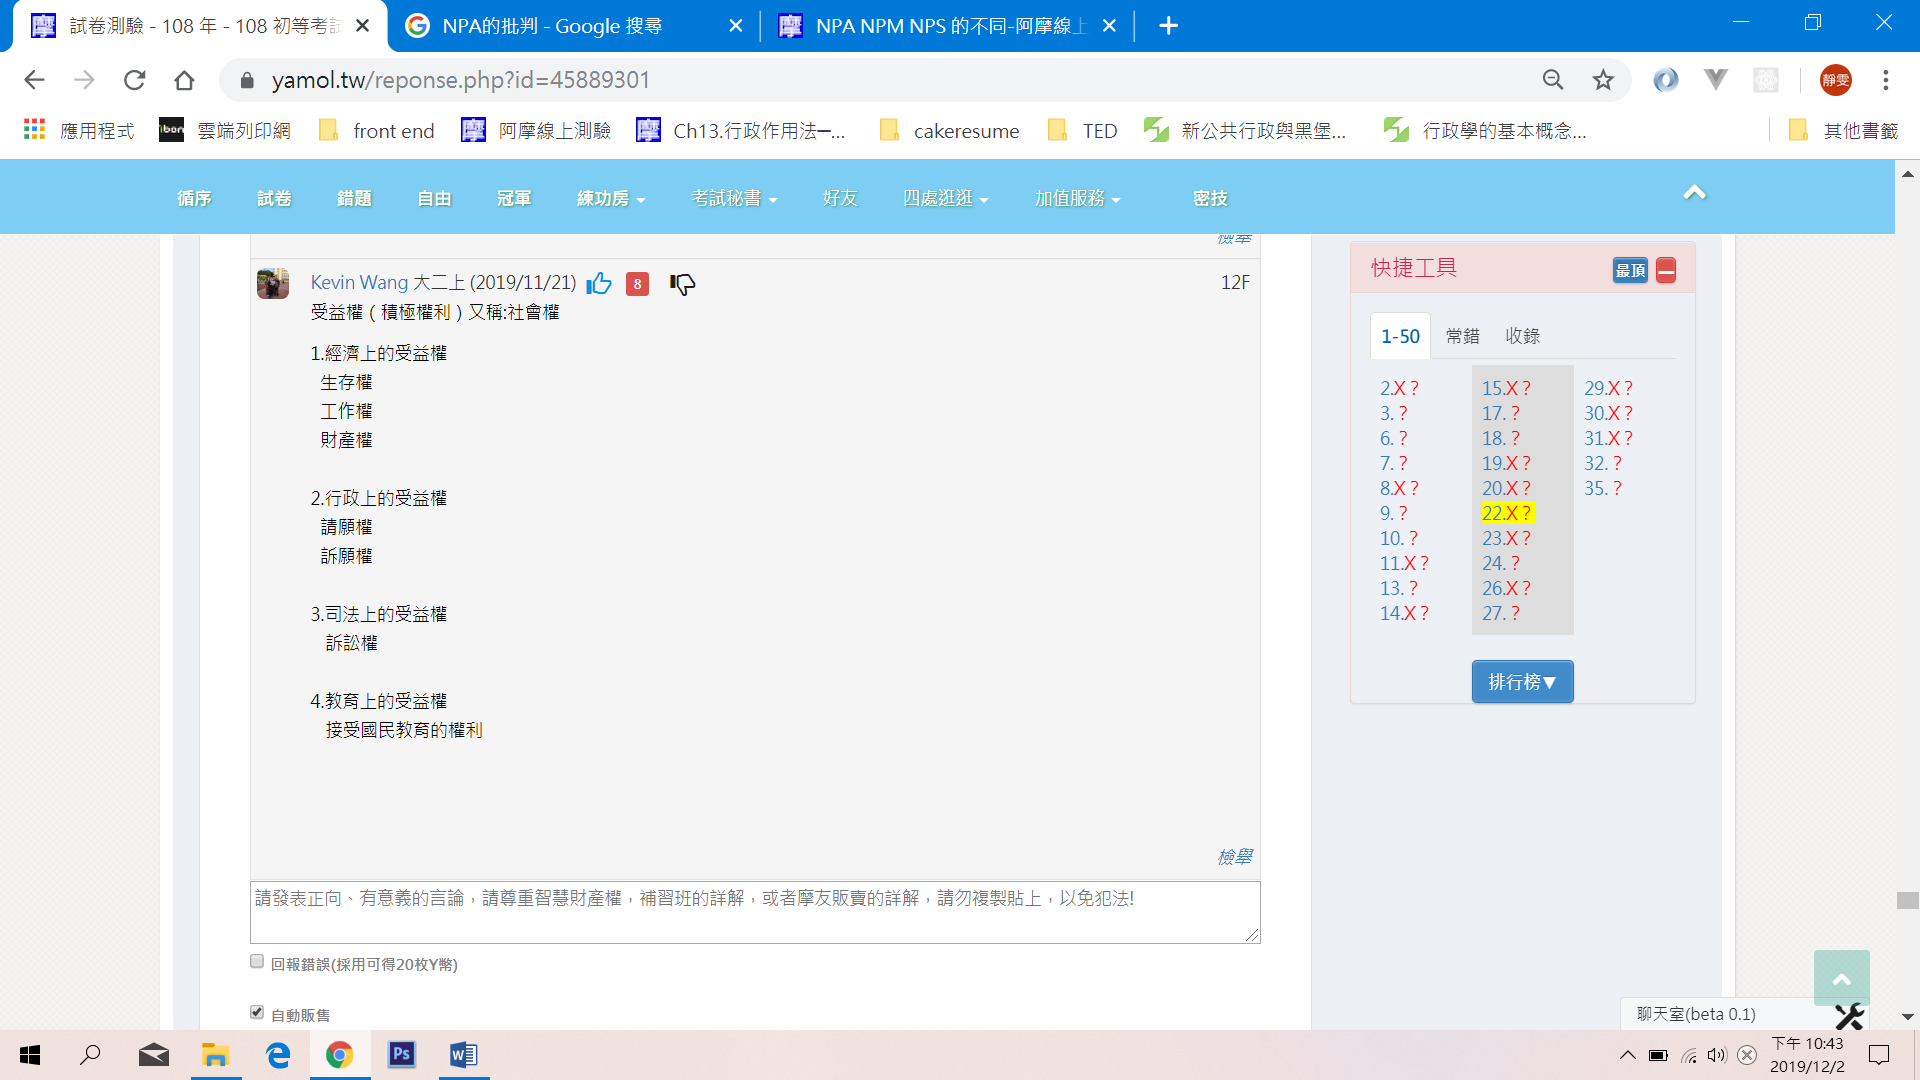 試卷測驗 - 108 年 - 108 初等考試
NPA的批判 - Google 搜尋
NPA NPM NPS 的不同-阿摩線上
yamol.tw/reponse.php?id=45889301
靜雯
應用程式
ibon
雲端列印網
front end
阿摩線上測驗
Ch13.行政作用法─...
cakeresume
TED
新公共行政與黑堡...
行政學的基本概念...
其他書籤
循序
試卷
錯題
自由
冠軍
練功房
考試秘書
好友
四處逛逛
加值服務
密技
檢舉
Kevin Wang 大二上 (2019/11/21)
8
12F
受益權 ( 積極權利 ) 又稱:社會權
1.經濟上的受益權
生存權
工作權
財產權
2.行政上的受益權
請願權
訴願權
3.司法上的受益權
訴訟權
4.教育上的受益權
接受國民教育的權利
檢舉
請發表正向、有意義的言論，請尊重智慧財產權，補習班的詳解，或者摩友販賣的詳解，請勿複製貼上，以免犯法!
回報錯誤(採用可得20枚Y幣)
自動販售
快捷工具
最頂
1-50
常錯
收錄
2.X ?
3. ?
6. ?
7. ?
8.X ?
9. ?
10. ?
11.X ?
13. ?
14.X ?
15.X ?
17. ?
18. ?
19.X ?
20.X ?
22.X ?
23.X ?
24. ?
26.X ?
27. ?
29.X ?
30.X ?
31.X ?
32. ?
35. ?
排行榜▼
聊天室(beta 0.1)
Ps
下午 10:43
2019/12/2